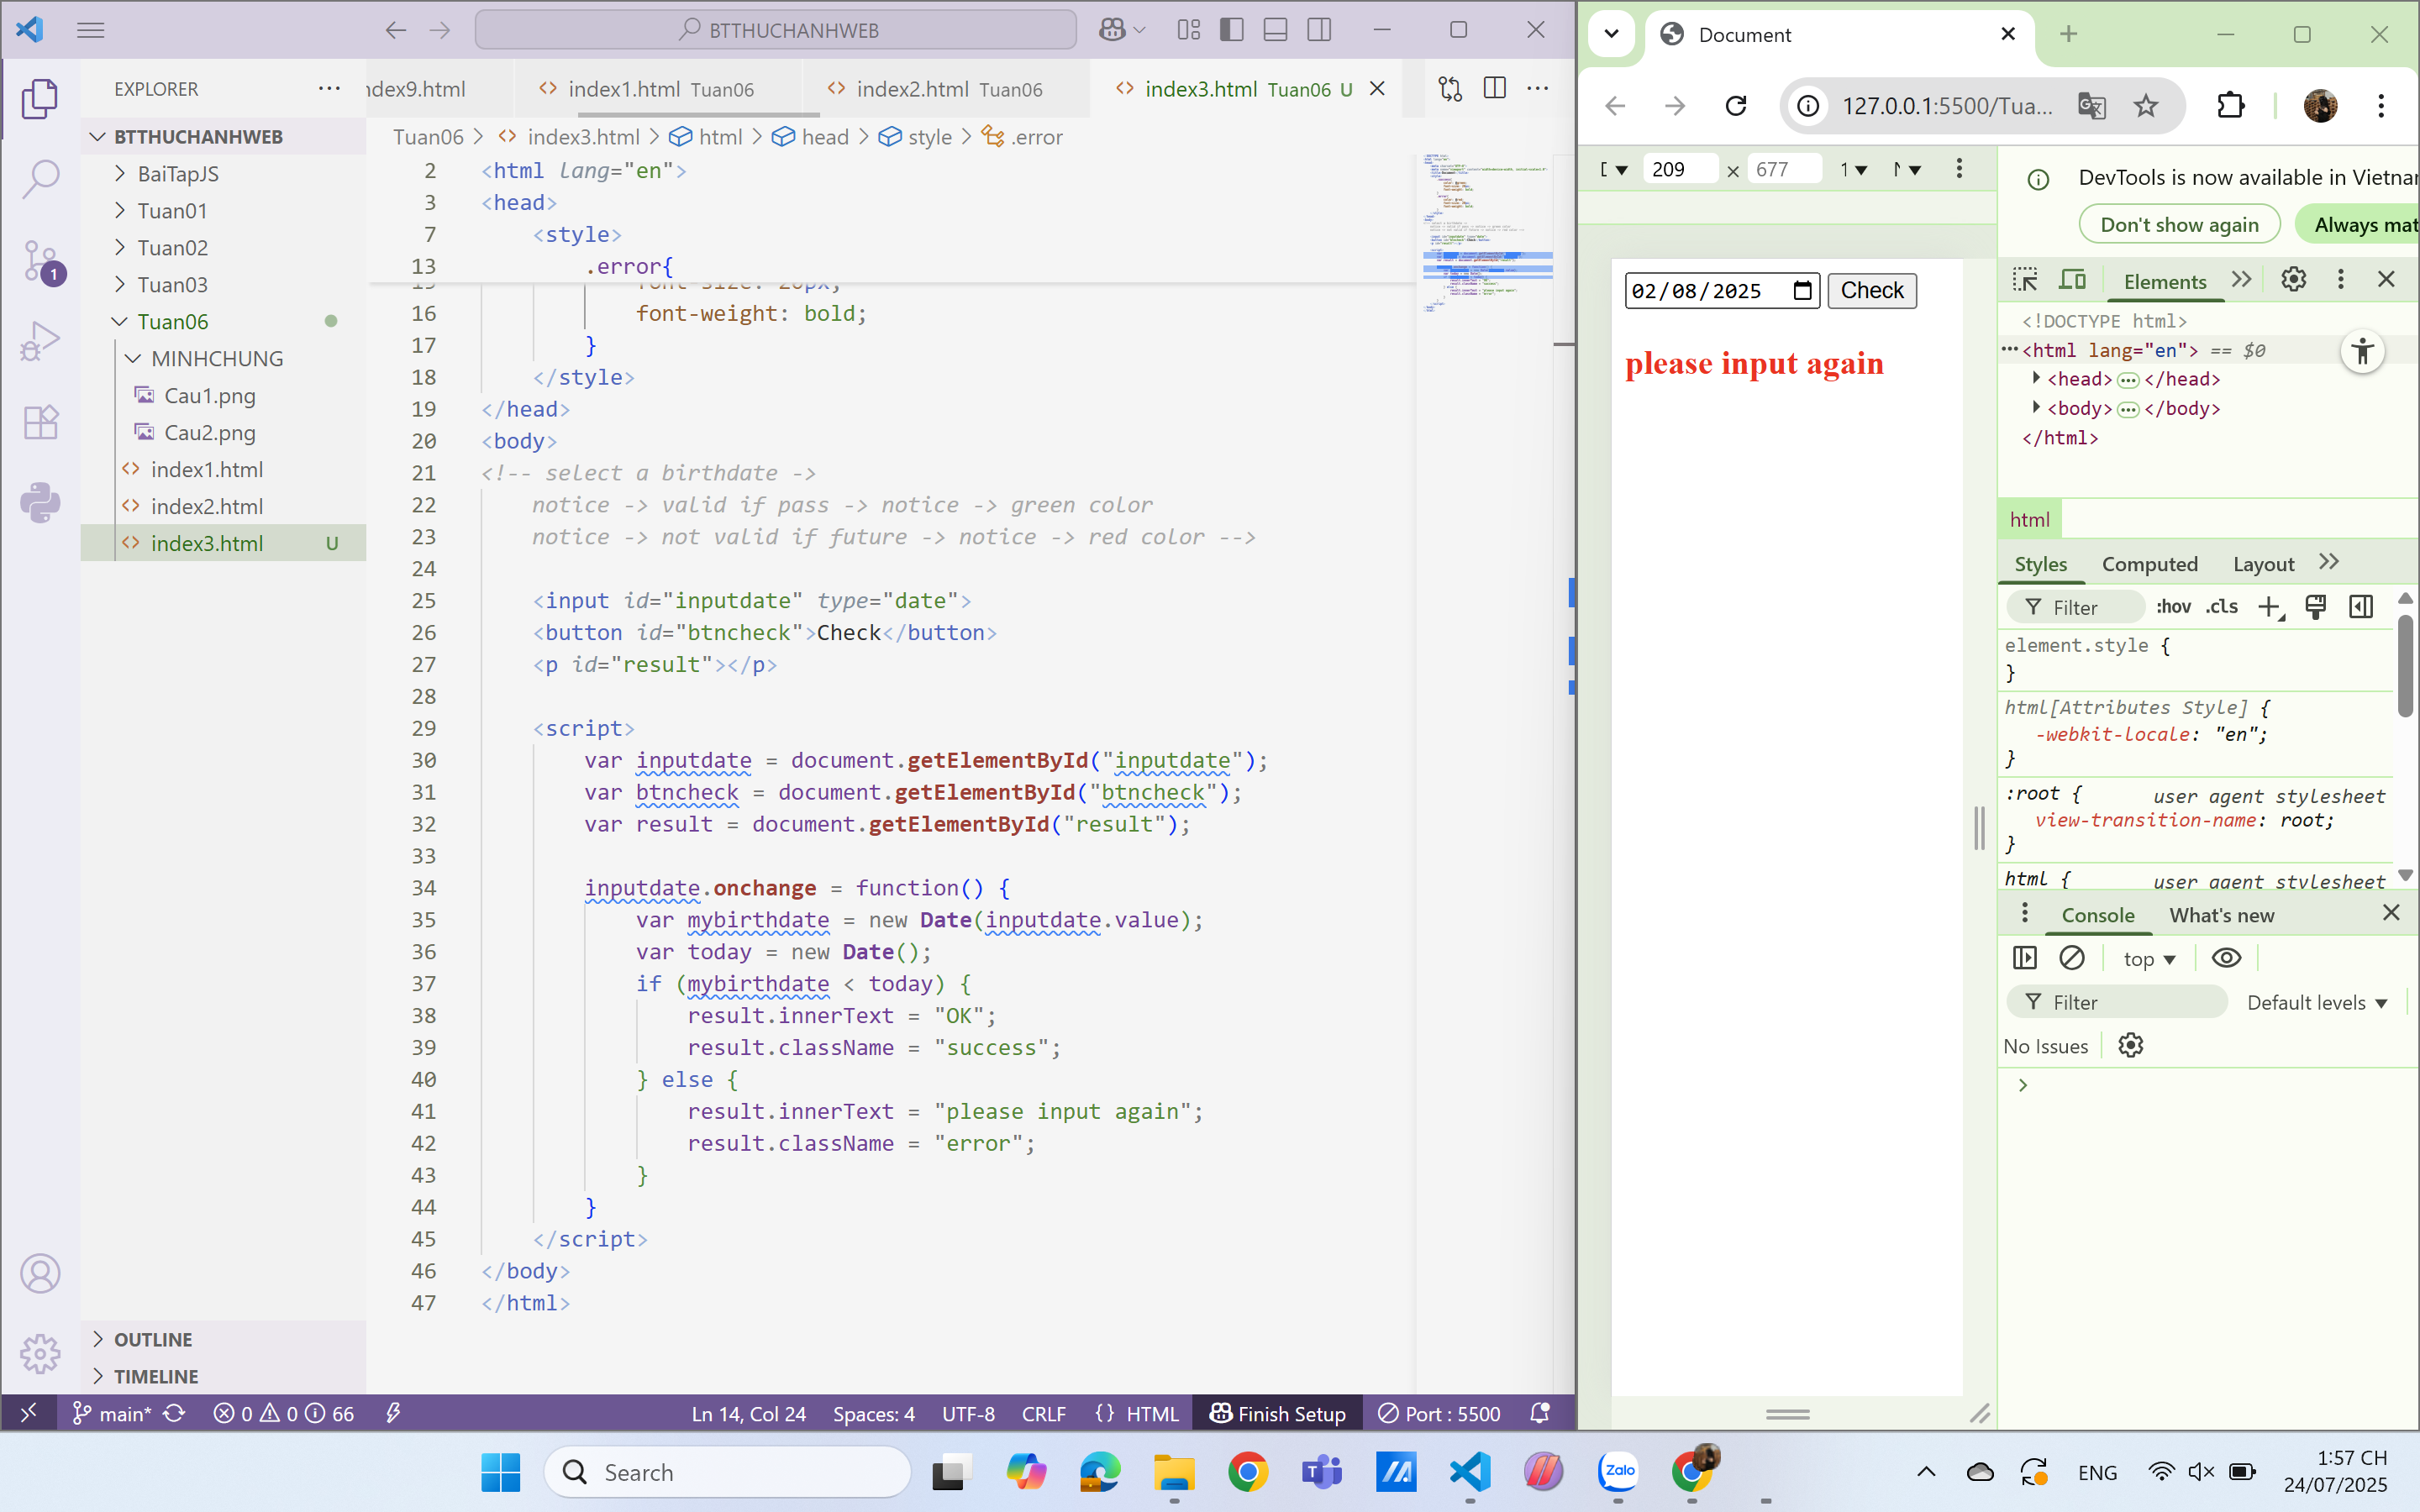 BTTHUCHANHWEB
EXPLORER
BTTHUCHANHWEB
BaiTapJS
Tuan01
Tuan02
Tuan03
Tuan06
MINHCHUNG
Cau1.png
Cau2.png
index1.html
index2.html
index3.html U
OUTLINE
TIMELINE
ndex9.html
index1.html Tuan06
index2.html Tuan06
index3.html Tuan06 U
Tuan06 > index3.html > html > head > style > .error
2 <html lang="en">
3 <head>
7 <style>
13 .error{
16 font-weight: bold;
17 }
18 </style>
19 </head>
20 <body>
21 <!-- select a birthdate ->
22 notice -> valid if pass -> notice -> green color
23 notice -> not valid if future -> notice -> red color -->
24
25 <input id="inputdate" type="date">
26 <button id="btncheck">Check</button>
27 <p id="result"></p>
28
29 <script>
30 var inputdate = document.getElementById("inputdate");
31 var btncheck = document.getElementById("btncheck");
32 var result = document.getElementById("result");
33
34 inputdate.onchange = function() {
35 var mybirthdate = new Date(inputdate.value);
36 var today = new Date();
37 if (mybirthdate < today) {
38 result.innerText = "OK";
39 result.className = "success";
40 } else {
41 result.innerText = "please input again";
42 result.className = "error";
43 }
44 }
45 </script>
46 </body>
47 </html>
1
main* 0 0 66
Ln 14, Col 24 Spaces: 4 UTF-8 CRLF {} HTML Finish Setup Port : 5500
Document
127.0.0.1:5500/Tua...
209 × 677 1
02/08/2025 Check
please input again
DevTools is now available in Vietna
Don't show again Always mat
Elements
<!DOCTYPE html>
<html lang="en"> == $0
<head> </head>
<body> </body>
</html>
html
Styles Computed Layout
Filter :hov .cls
element.style {
}
html[Attributes Style] {
-webkit-locale: "en";
}
:root { user agent stylesheet
view-transition-name: root;
}
html { user agent stylesheet
Console What's new
top
Filter Default levels
No Issues
Search
Zalo
ENG
1:57 CH
24/07/2025